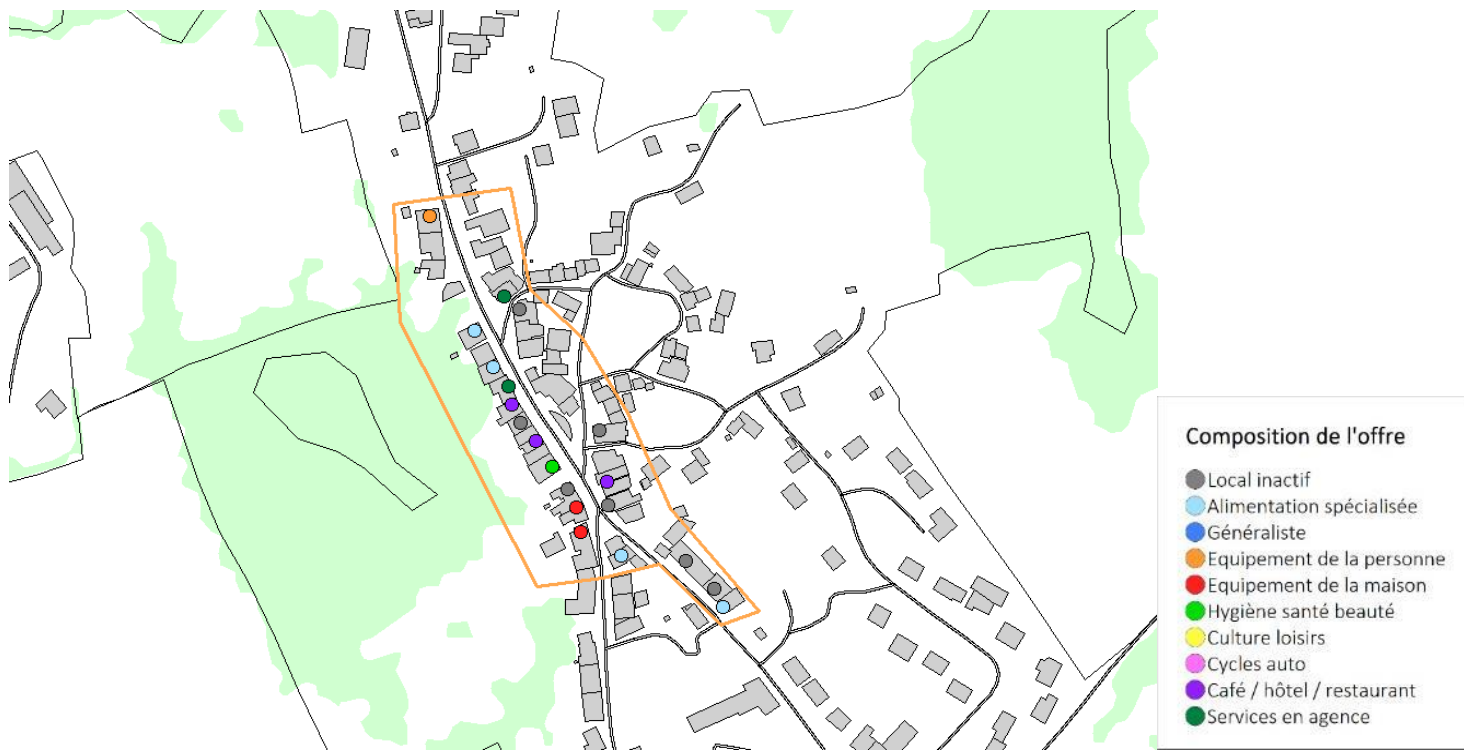 Composition de l'offre
Local inactif
Alimentation spécialisée
Généraliste
Equipement de la personne
Equipement de la maison
Hygiène santé beauté
Culture loisirs
Cycles auto
Café / hôtel / restaurant
Services en agence